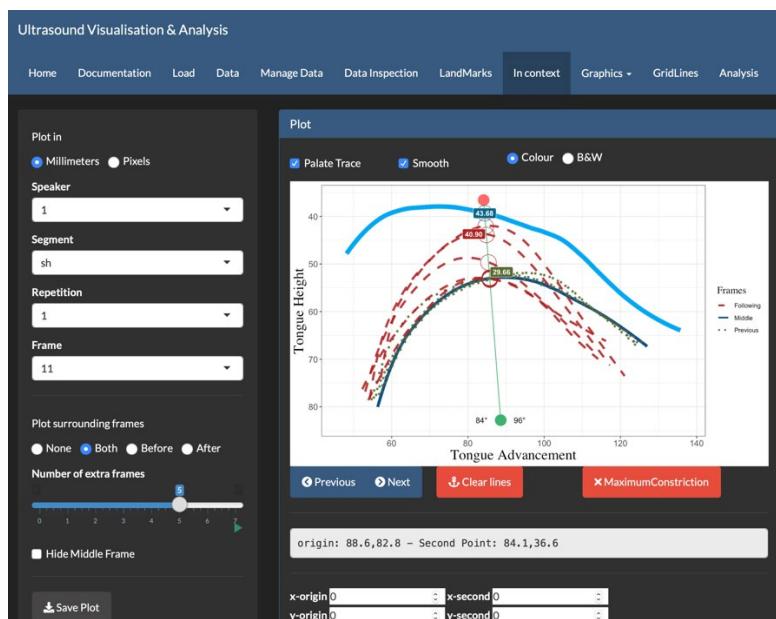 Ultrasound Visualisation & Analysis
Home Documentation Load Data Manage Data Data Inspection LandMarks In context Graphics GridLines Analysis
Plot in
Millimeters Pixels
Speaker
1
Segment
sh
Repetition
1
Frame
11
Plot surrounding frames
None Both Before After
Number of extra frames
5
0 1 2 3 4 5 6 7
Hide Middle Frame
Save Plot
Plot
Palate Trace Smooth Colour B&W
43.68
40
40.90
50
29.66
60
70
80
84° 96°
60 80 100 120 140
Tongue Height
Tongue Advancement
Frames
Following
Middle
Previous
Previous Next Clear lines MaximumConstriction
origin: 88.6,82.8 – Second Point: 84.1,36.6
x-origin 0 x-second 0
y-origin 0 y-second 0